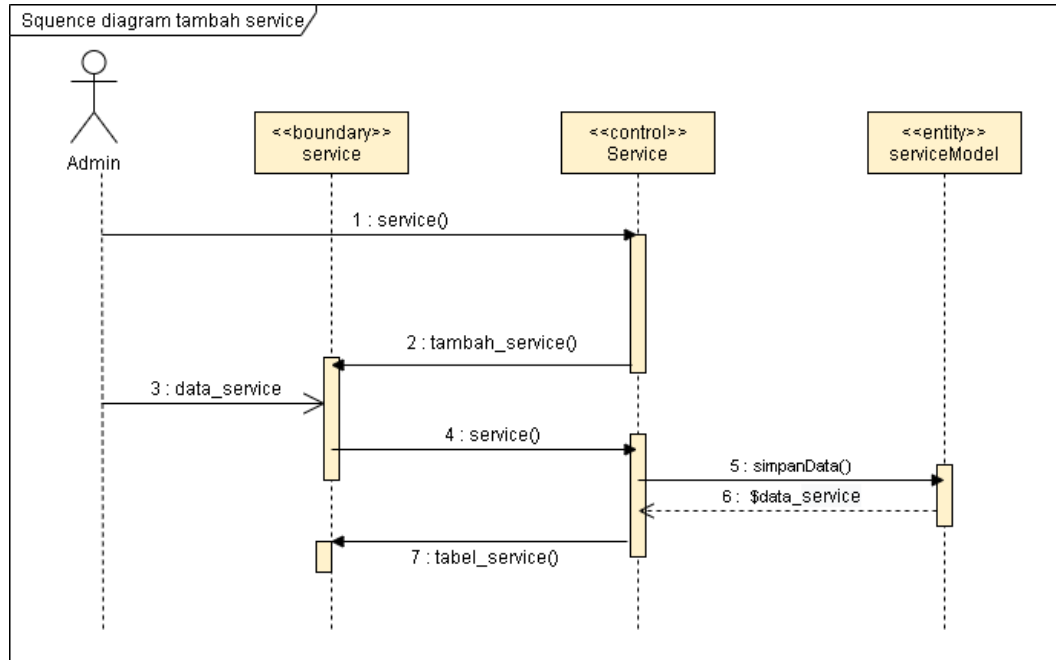 Squence diagram tambah service
Admin
<<boundary>>
service
<<control>>
Service
<<entity>>
serviceModel
1 : service()
2 : tambah_service()
3 : data_service
4 : service()
5 : simpanData()
6 : $data_service
7 : tabel_service()